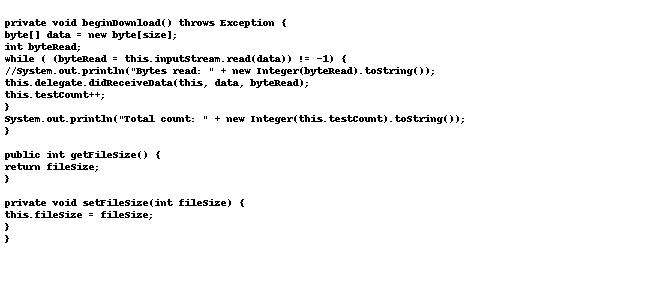 private void beginDownload() throws Exception {
byte[] data = new byte[size];
int byteRead;
while ( (byteRead = this.inputStream.read(data)) != -1) {
//System.out.println("Bytes read: " + new Integer(byteRead).toString());
this.delegate.didReceiveData(this, data, byteRead);
this.testCount++;
}
System.out.println("Total count: " + new Integer(this.testCount).toString());
}

public int getFileSize() {
return fileSize;
}

private void setFileSize(int fileSize) {
this.fileSize = fileSize;
}
}